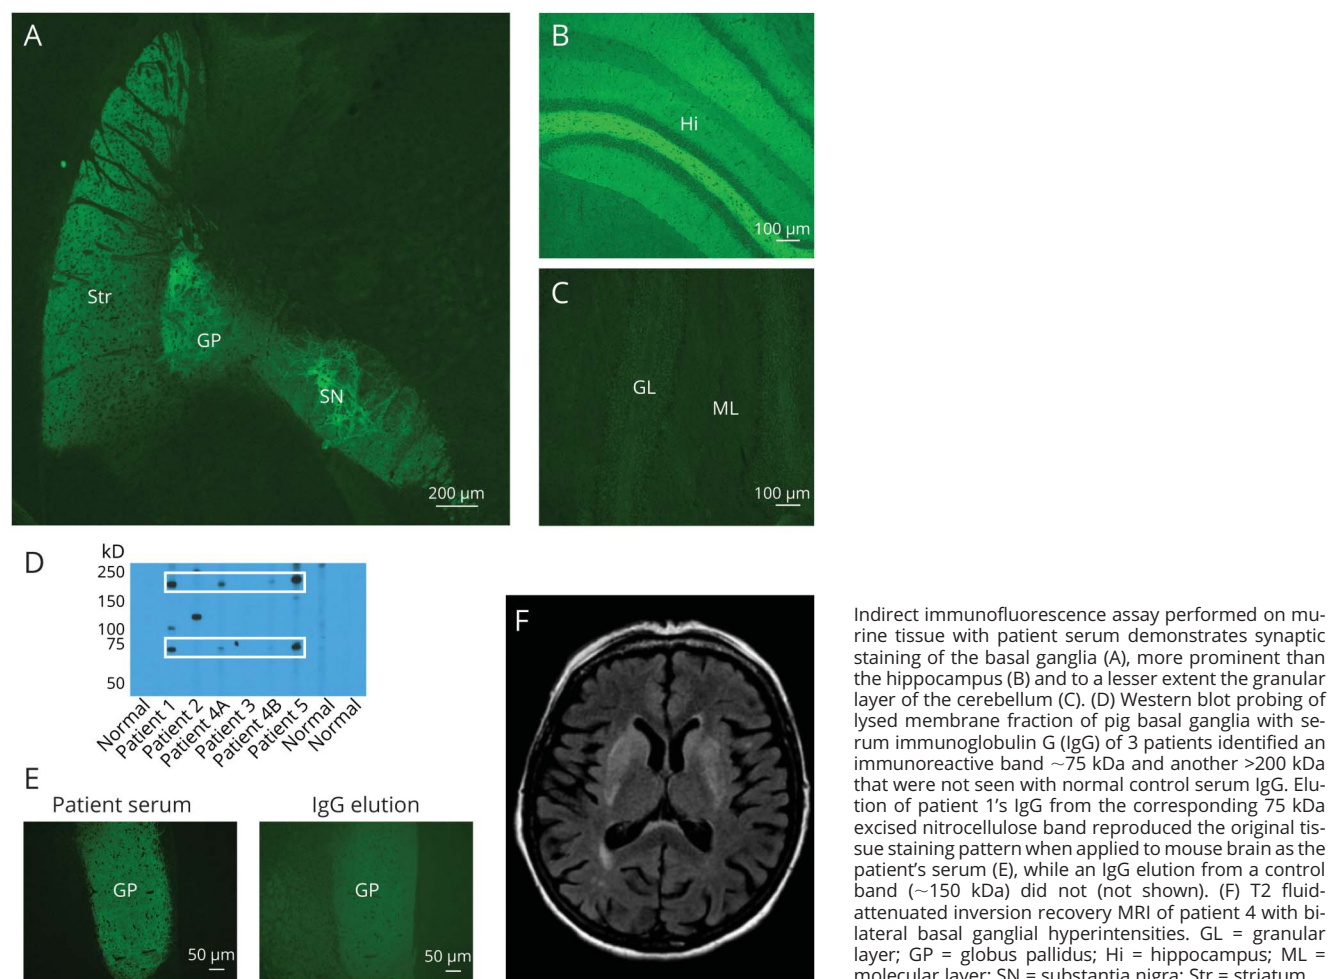 A
Str
GP
SN
200 μm
B
Hi
100 μm
C
GL
ML
100 μm
D
kD
250
150
100
75
50
Normal
Patient 1
Patient 2
Patient 4A
Patient 3
Patient 4B
Patient 5
Normal
Normal
E
Patient serum
GP
50 μm
IgG elution
GP
50 μm
F
Indirect immunofluorescence assay performed on mu-
rine tissue with patient serum demonstrates synaptic
staining of the basal ganglia (A), more prominent than
the hippocampus (B) and to a lesser extent the granular
layer of the cerebellum (C). (D) Western blot probing of
lysed membrane fraction of pig basal ganglia with se-
rum immunoglobulin G (IgG) of 3 patients identified an
immunoreactive band ~75 kDa and another >200 kDa
that were not seen with normal control serum IgG. Elu-
tion of patient 1's IgG from the corresponding 75 kDa
excised nitrocellulose band reproduced the original tis-
sue staining pattern when applied to mouse brain as the
patient's serum (E), while an IgG elution from a control
band (~150 kDa) did not (not shown). (F) T2 fluid-
attenuated inversion recovery MRI of patient 4 with bi-
lateral basal ganglial hyperintensities. GL = granular
layer; GP = globus pallidus; Hi = hippocampus; ML =
molecular layer; SN = substantia nigra; Str = striatum